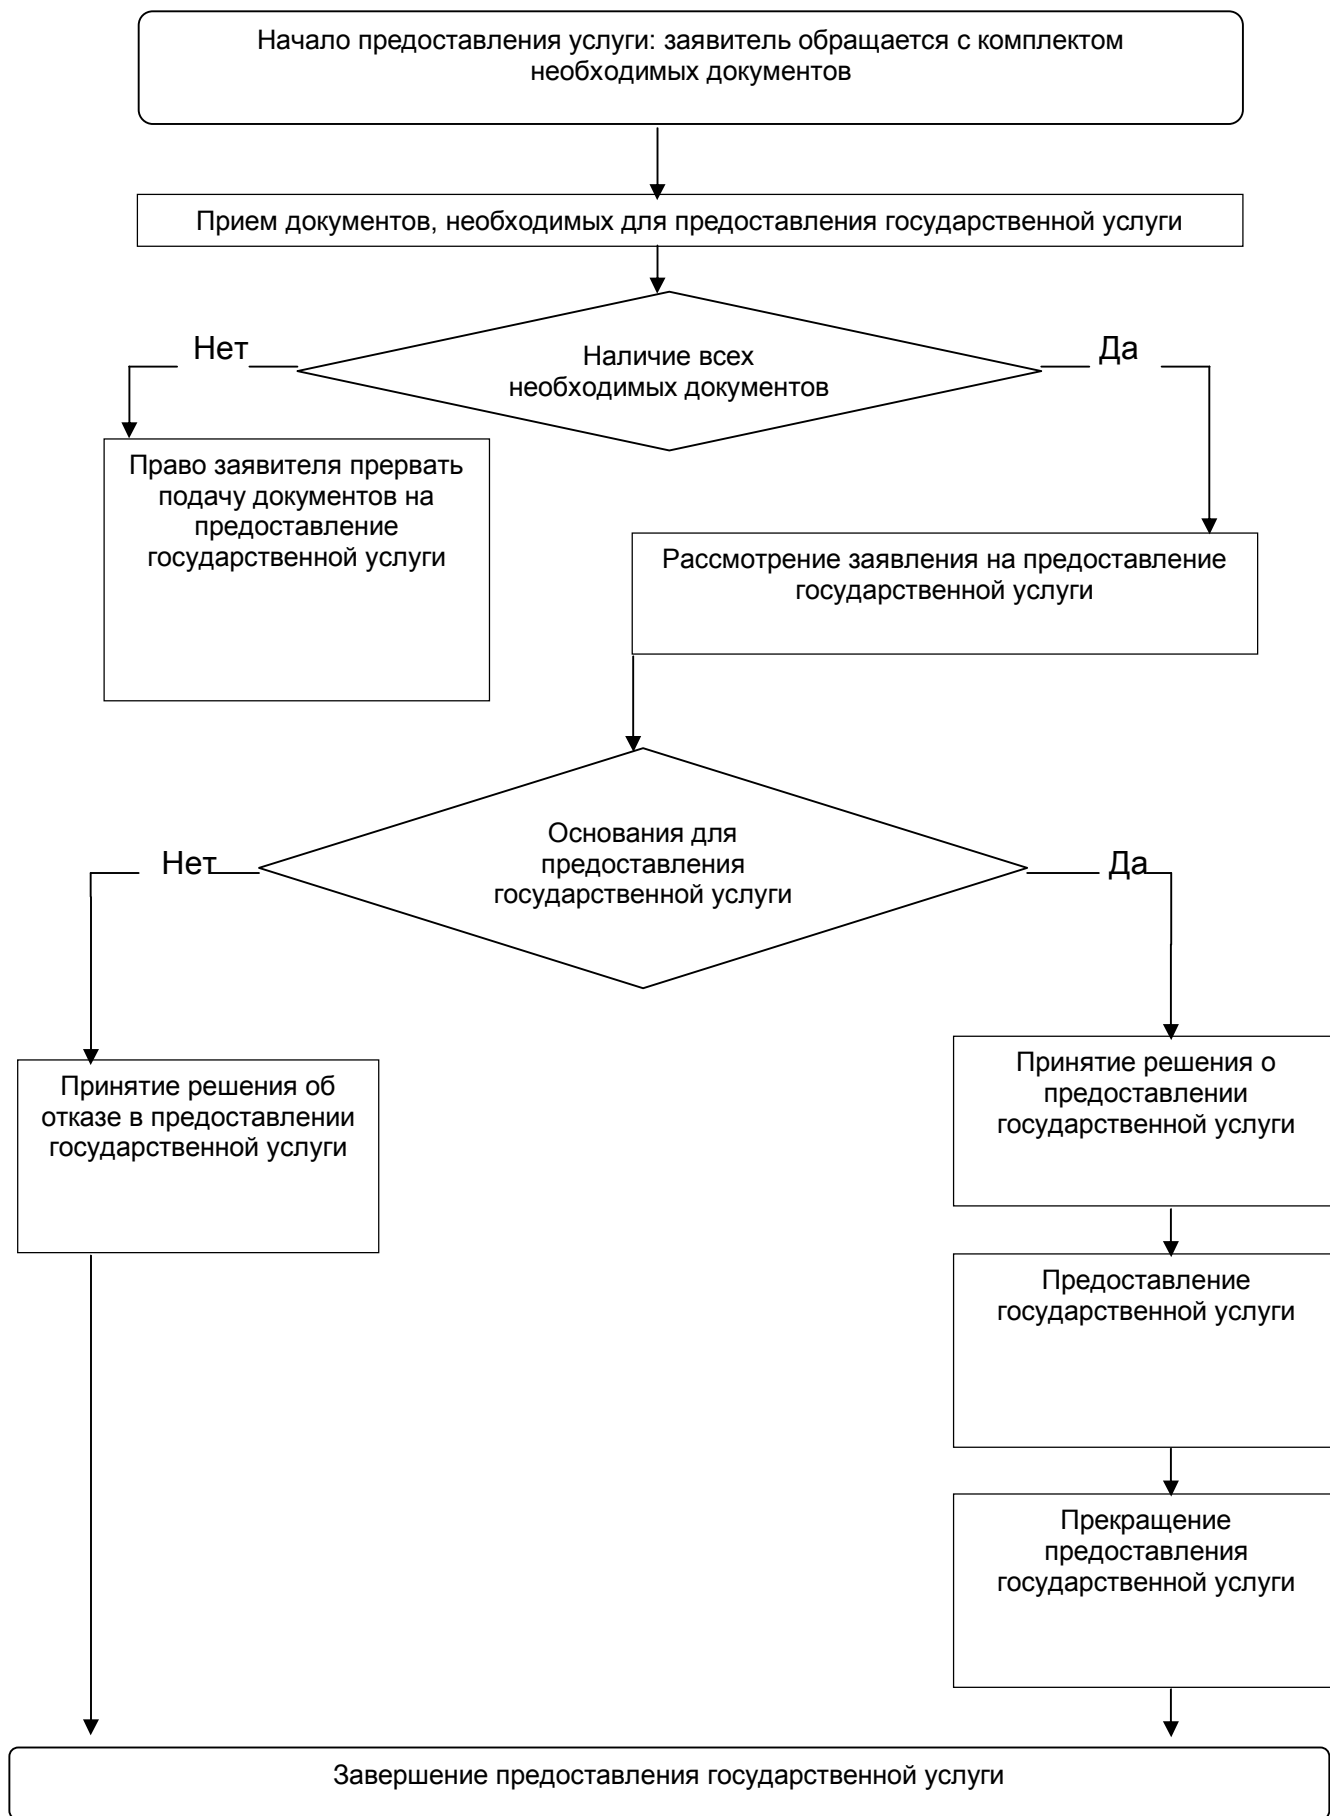 Начало предоставления услуги: заявитель обращается с комплектом
необходимых документов
Прием документов, необходимых для предоставления государственной услуги
Нет
Да
Наличие всех
необходимых документов
Право заявителя прервать
подачу документов на
предоставление
государственной услуги
Рассмотрение заявления на предоставление
государственной услуги
Основания для
предоставления
государственной услуги
Нет
Да
Принятие решения об
отказе в предоставлении
государственной услуги
Принятие решения о
предоставлении
государственной услуги
Предоставление
государственной услуги
Прекращение
предоставления
государственной услуги
Завершение предоставления государственной услуги